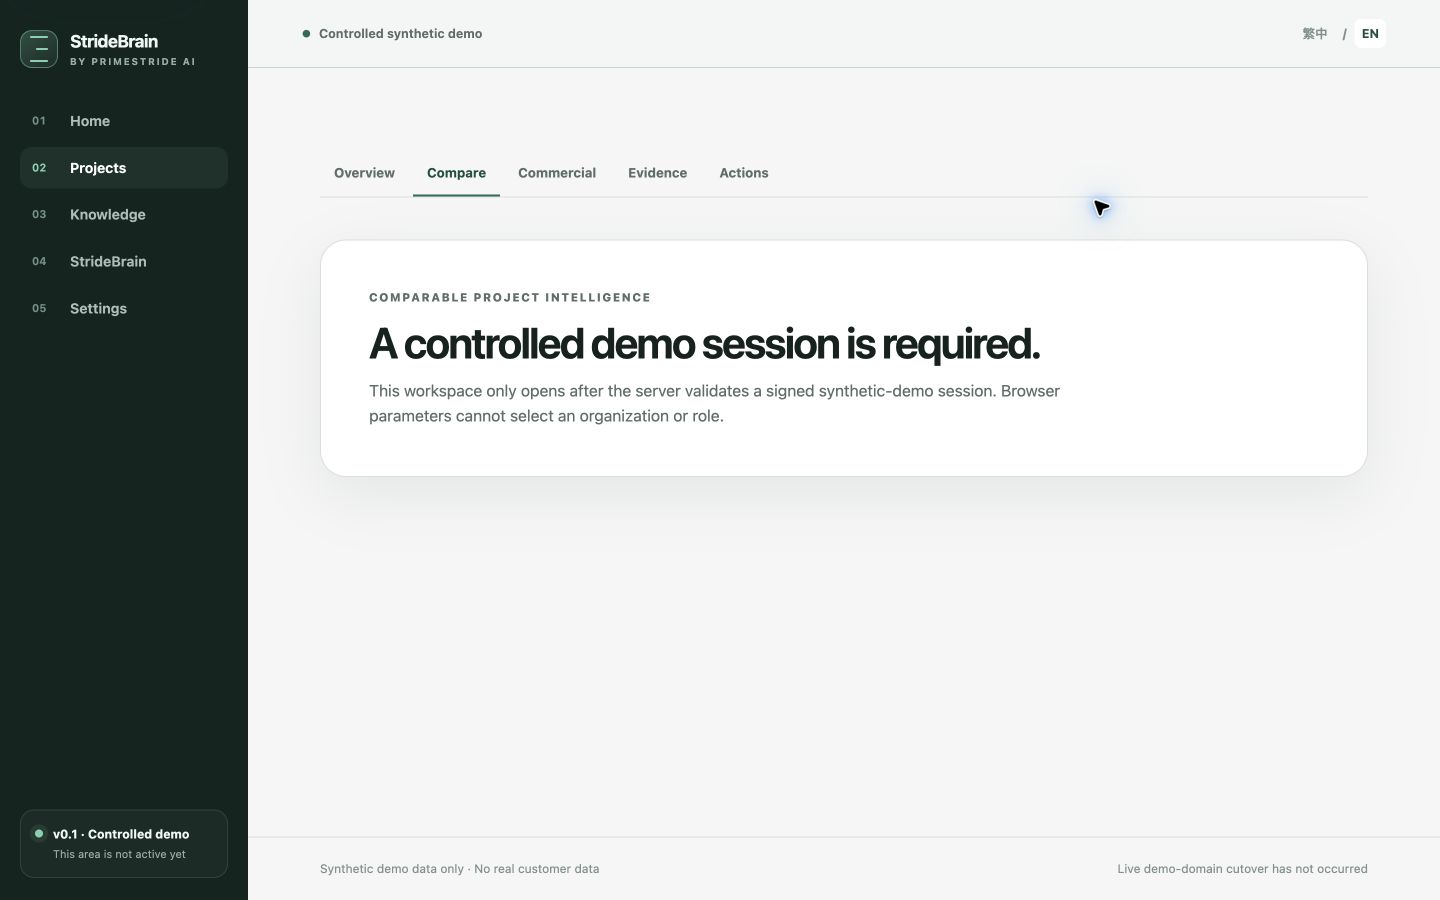 StrideBrain
BY PRIMESTRIDE AI
01 Home
02 Projects
03 Knowledge
04 StrideBrain
05 Settings
v0.1 · Controlled demo
This area is not active yet
Controlled synthetic demo
繁中 / EN
Overview Compare Commercial Evidence Actions
COMPARABLE PROJECT INTELLIGENCE
A controlled demo session is required.
This workspace only opens after the server validates a signed synthetic-demo session. Browser
parameters cannot select an organization or role.
Synthetic demo data only · No real customer data
Live demo-domain cutover has not occurred